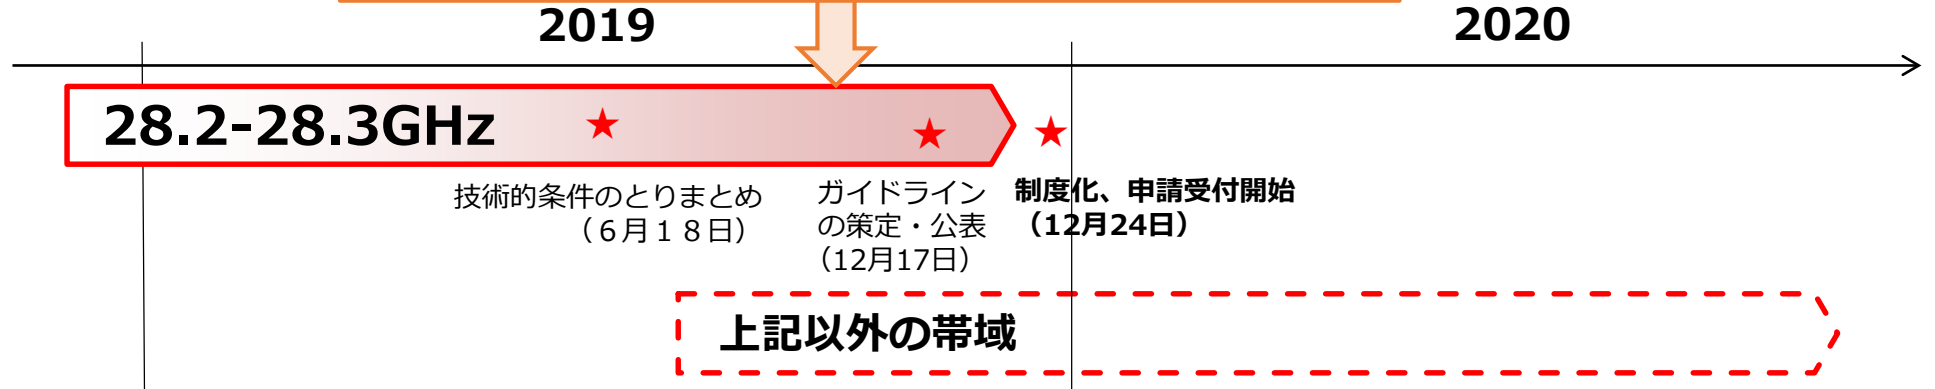 2019
2020
28.2-28.3GHz
技術的条件のとりまとめ
（６月１８日）
ガイドライン
の策定・公表
（12月17日）
制度化、申請受付開始
（12月24日）
上記以外の帯域